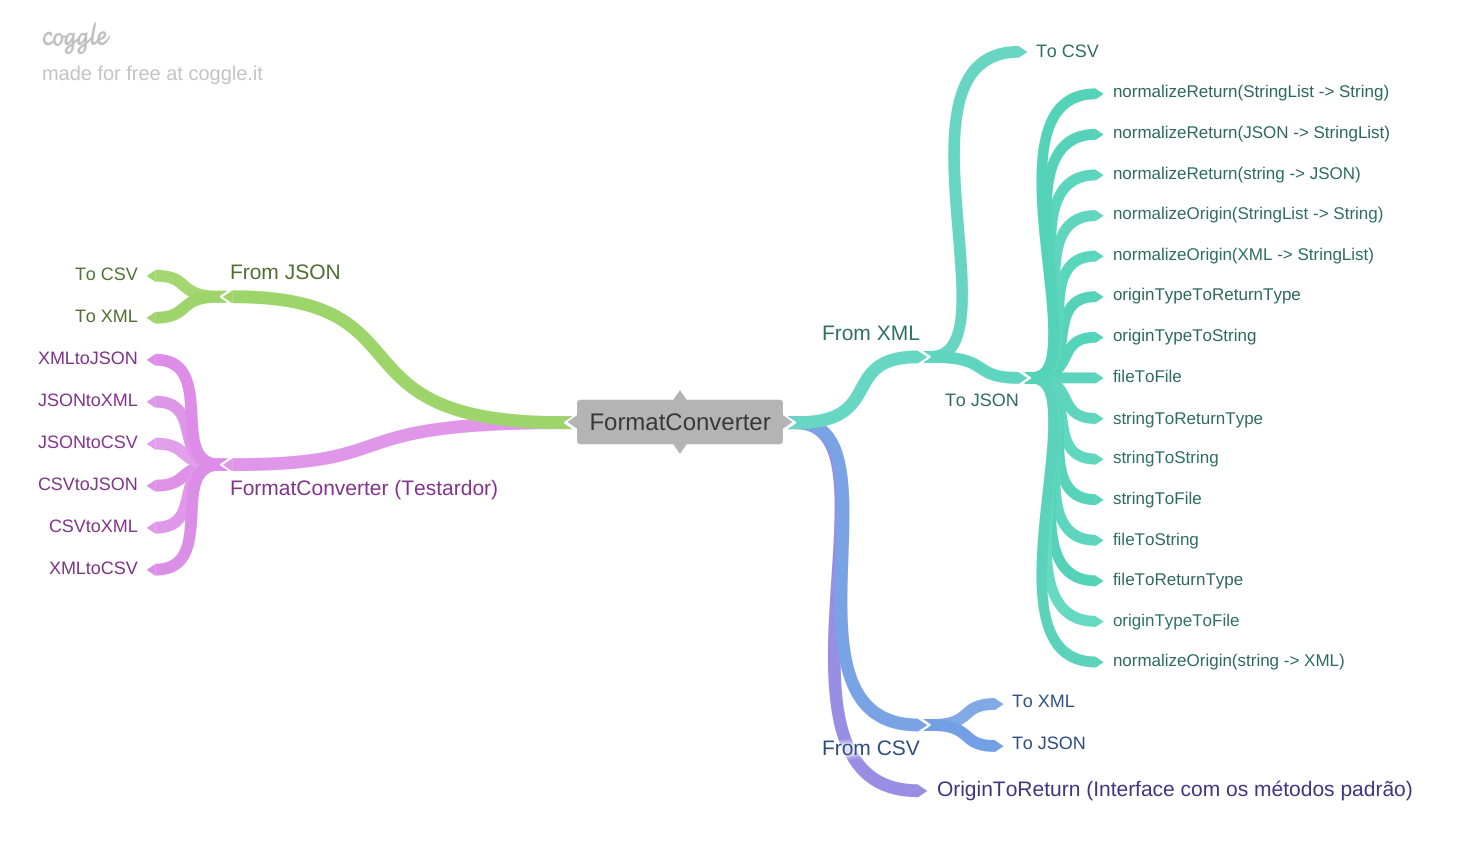 coggle
made for free at coggle.it
FormatConverter
From JSON
To CSV
To XML
FormatConverter (Testardor)
XMLtoJSON
JSONtoXML
JSONtoCSV
CSVtoJSON
CSVtoXML
XMLtoCSV
From XML
To CSV
To JSON
normalizeReturn(StringList -> String)
normalizeReturn(JSON -> StringList)
normalizeReturn(string -> JSON)
normalizeOrigin(StringList -> String)
normalizeOrigin(XML -> StringList)
originTypeToReturnType
originTypeToString
fileToFile
stringToReturnType
stringToString
stringToFile
fileToString
fileToReturnType
originTypeToFile
normalizeOrigin(string -> XML)
From CSV
To XML
To JSON
OriginToReturn (Interface com os métodos padrão)